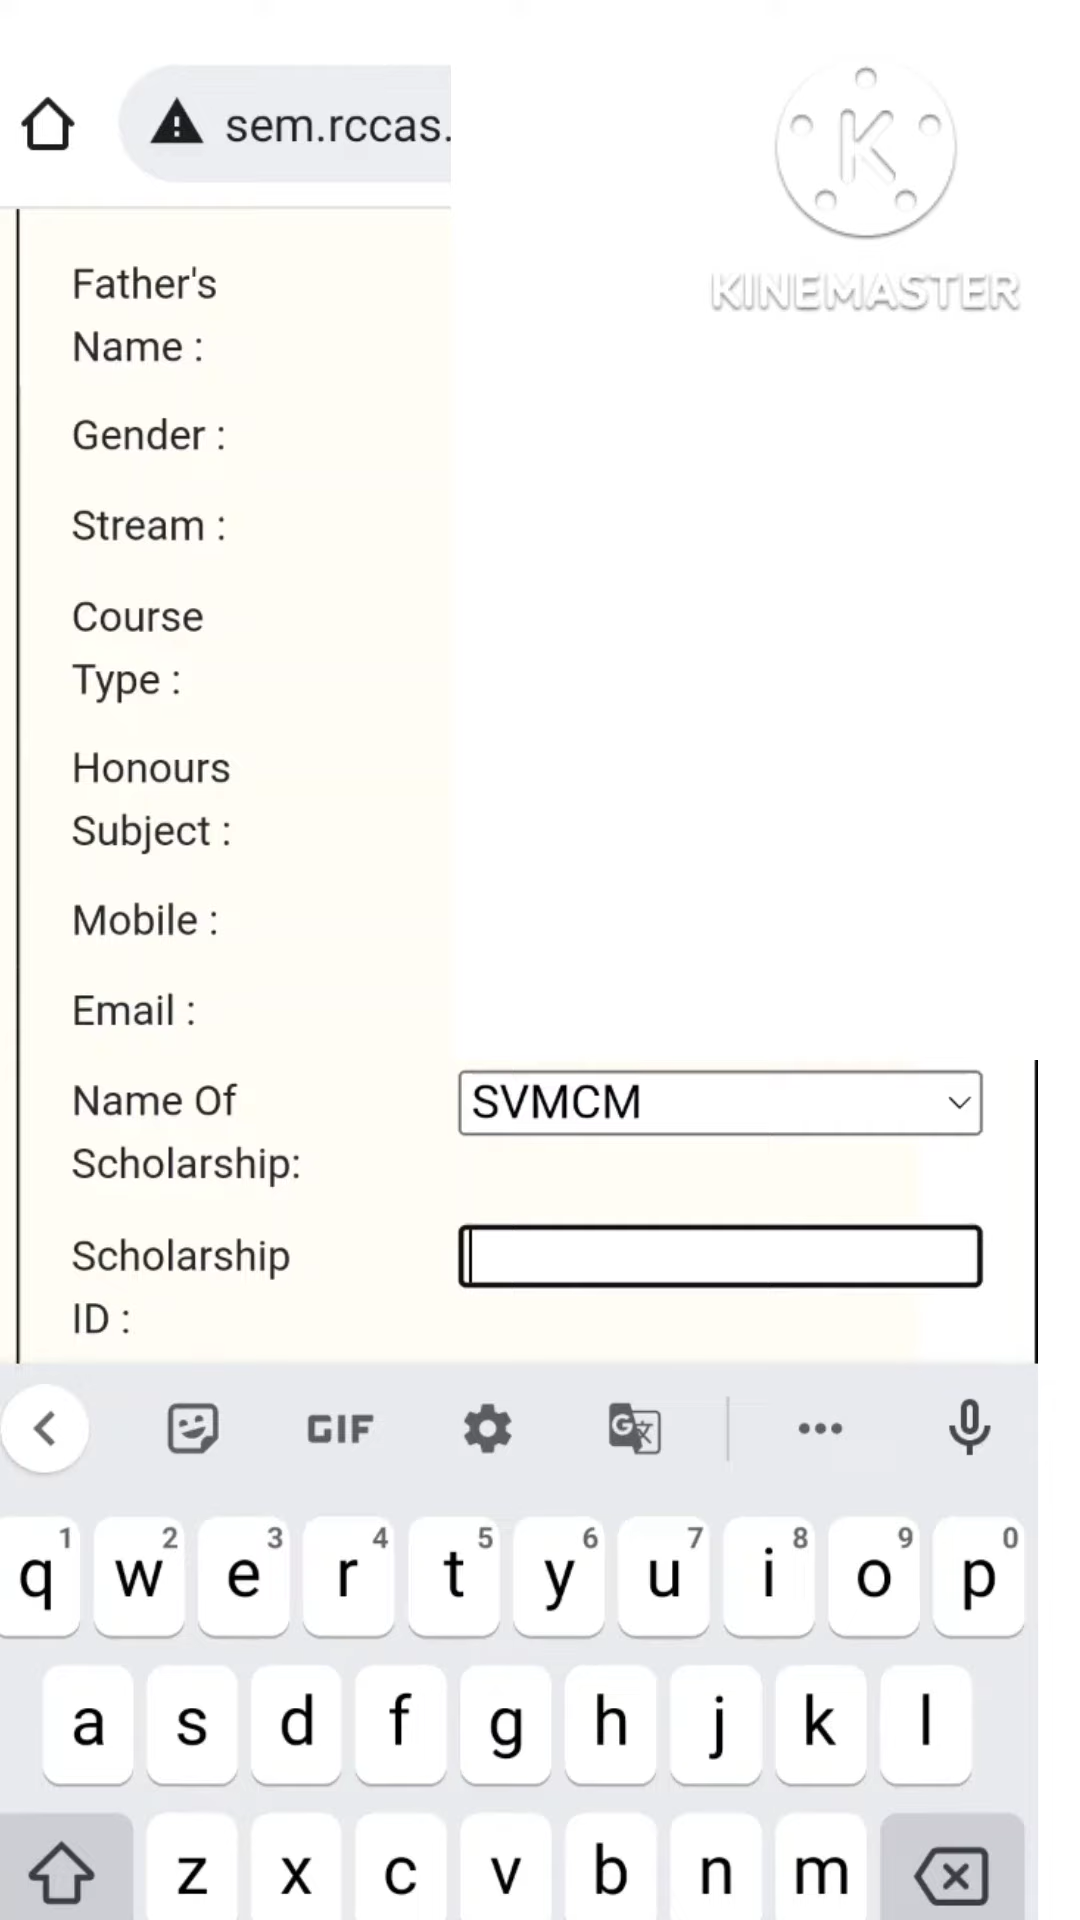 sem.rccas.
KINEMASTER
Father's
Name :
Gender :
Stream :
Course
Type :
Honours
Subject :
Mobile :
Email :
Name Of
Scholarship:
SVMCM
Scholarship
ID :
GIF
G
1 2 3 4 5 6 7 8 9 0
q w e r t y u i o p
a s d f g h j k l
z x c v b n m